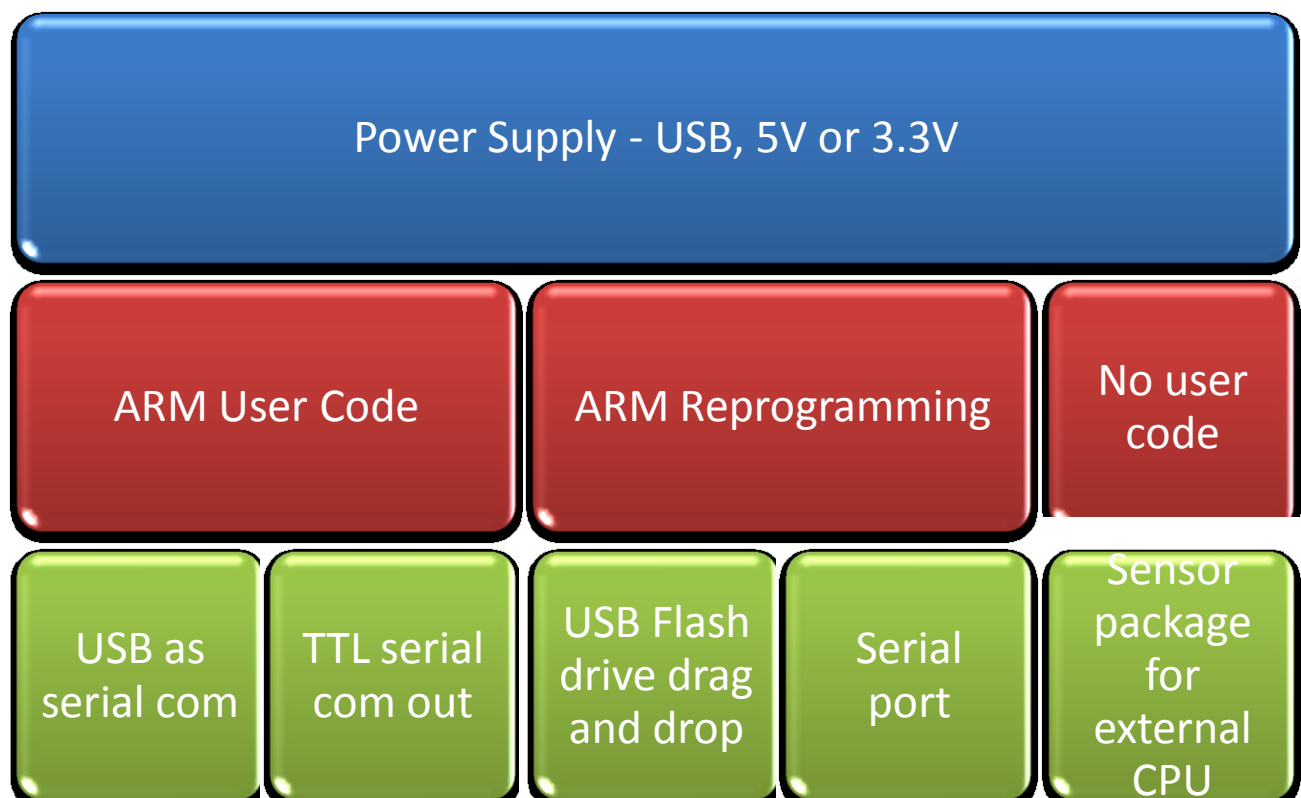 Power Supply - USB, 5V or 3.3V
ARM User Code
ARM Reprogramming
No user
code
USB as
serial com
TTL serial
com out
USB Flash
drive drag
and drop
Serial
port
Sensor
package
for
external
CPU